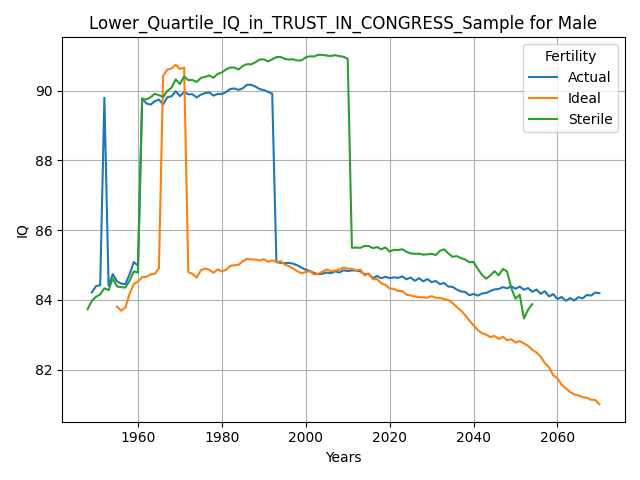 Lower_Quartile_IQ_in_TRUST_IN_CONGRESS_Sample for Male
Fertility
Actual
Ideal
Sterile
IQ
90
88
86
84
82
1960
1980
2000
2020
2040
2060
Years